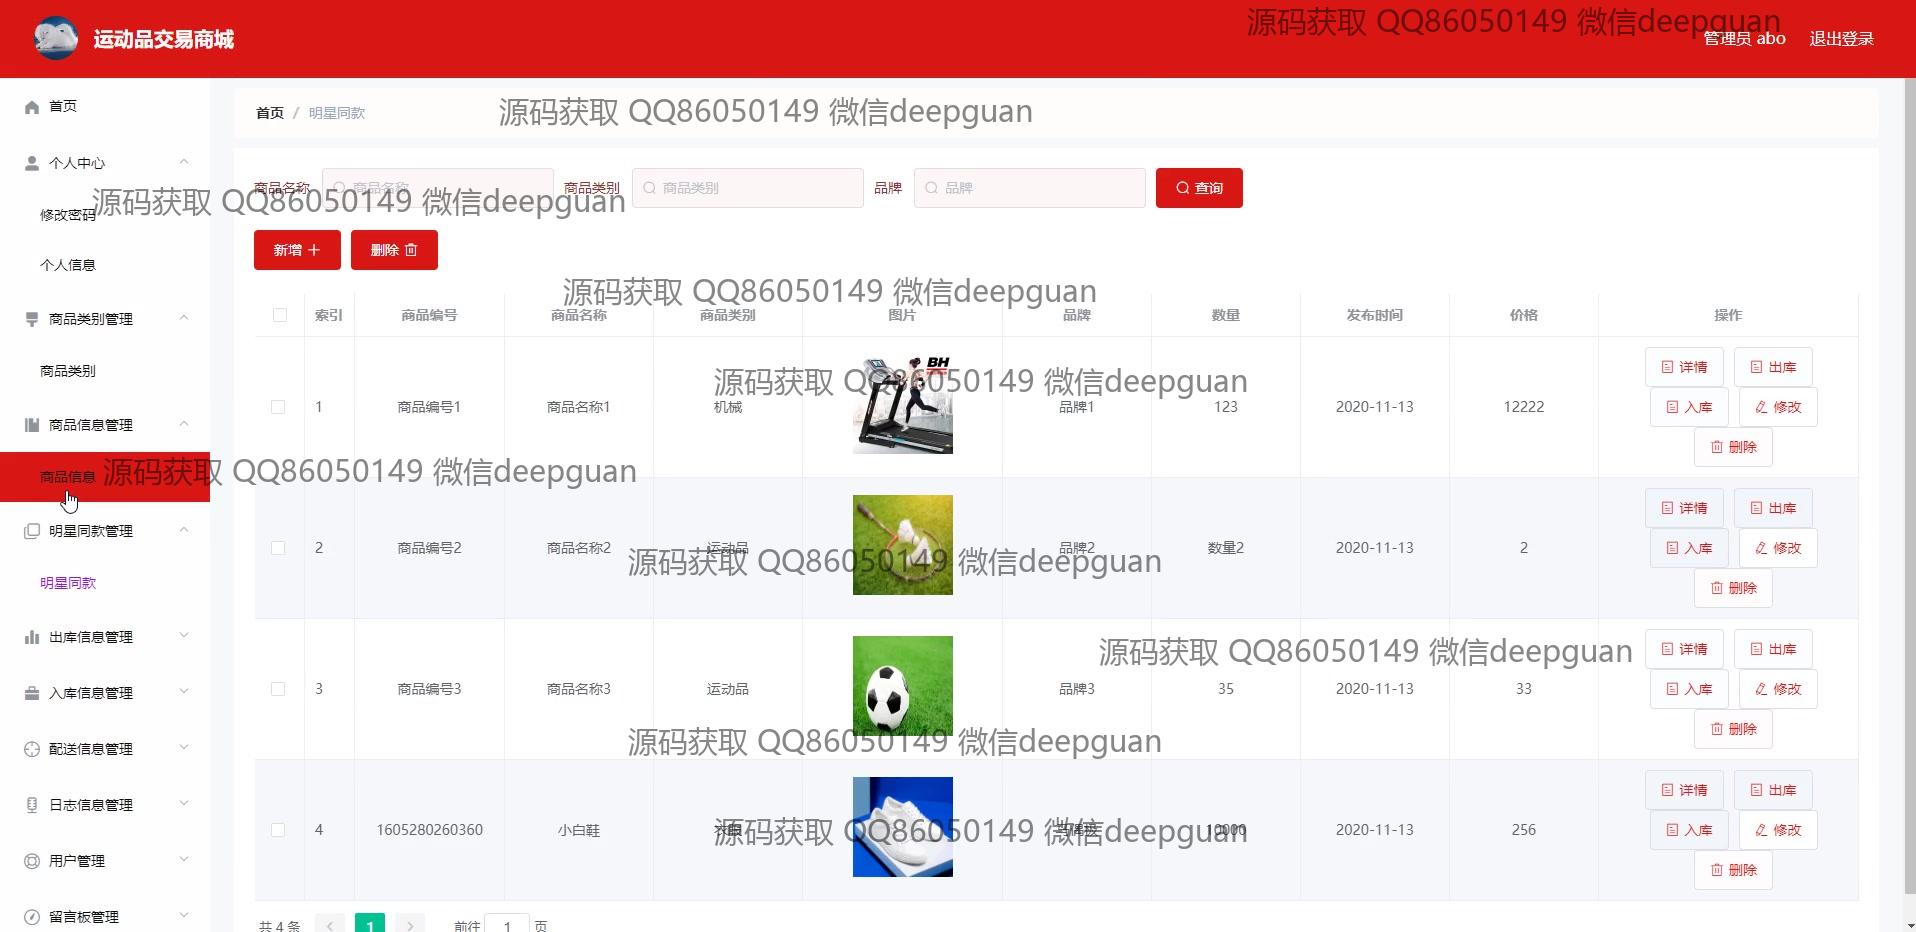 运动品交易商城
源码获取 QQ86050149 微信deepguan
管理员 abo 退出登录
首页
首页 / 明星同款
源码获取 QQ86050149 微信deepguan
个人中心
商品名称 商品名称 商品类别 商品类别 品牌 品牌 查询
源码获取 QQ86050149 微信deepguan
修改密码
新增 删除
个人信息
源码获取 QQ86050149 微信deepguan
商品类别管理
索引 商品编号 商品名称 商品类别 图片 品牌 数量 发布时间 价格 操作
商品类别
BH
源码获取 QQ86050149 微信deepguan
详情 出库
1 商品编号1 商品名称1 机械 品牌1 123 2020-11-13 12222 入库 修改
删除
商品信息管理
商品信息
源码获取 QQ86050149 微信deepguan
明星同款管理
详情 出库
2 商品编号2 商品名称2 运动品 品牌2 数量2 2020-11-13 2 入库 修改
源码获取 QQ86050149 微信deepguan
删除
明星同款
出库信息管理
源码获取 QQ86050149 微信deepguan
详情 出库
3 商品编号3 商品名称3 运动品 品牌3 35 2020-11-13 33 入库 修改
入库信息管理
删除
源码获取 QQ86050149 微信deepguan
配送信息管理
日志信息管理
详情 出库
4 1605280260360 小白鞋 10000 2020-11-13 256 入库 修改
源码获取 QQ86050149 微信deepguan
删除
用户管理
留言板管理
共 4 条 1 前往 1 页